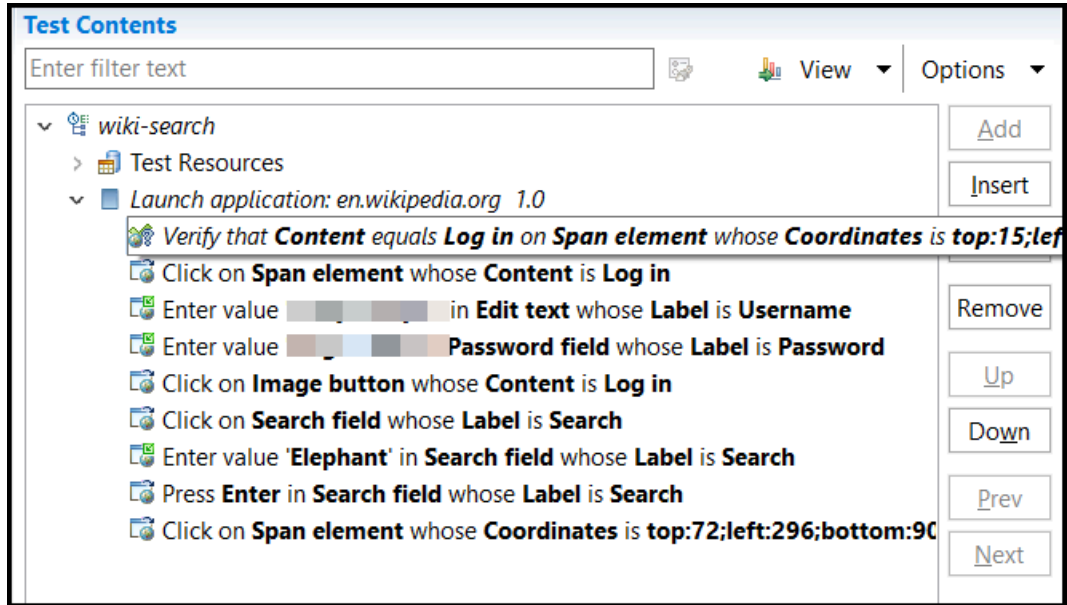 Test Contents
Enter filter text
View
Options
wiki-search
Test Resources
Launch application: en.wikipedia.org 1.0
Verify that Content equals Log in on Span element whose Coordinates is top:15;lef
Click on Span element whose Content is Log in
Enter value in Edit text whose Label is Username
Enter value Password field whose Label is Password
Click on Image button whose Content is Log in
Click on Search field whose Label is Search
Enter value 'Elephant' in Search field whose Label is Search
Press Enter in Search field whose Label is Search
Click on Span element whose Coordinates is top:72;left:296;bottom:90
Add
Insert
Remove
Up
Down
Prev
Next